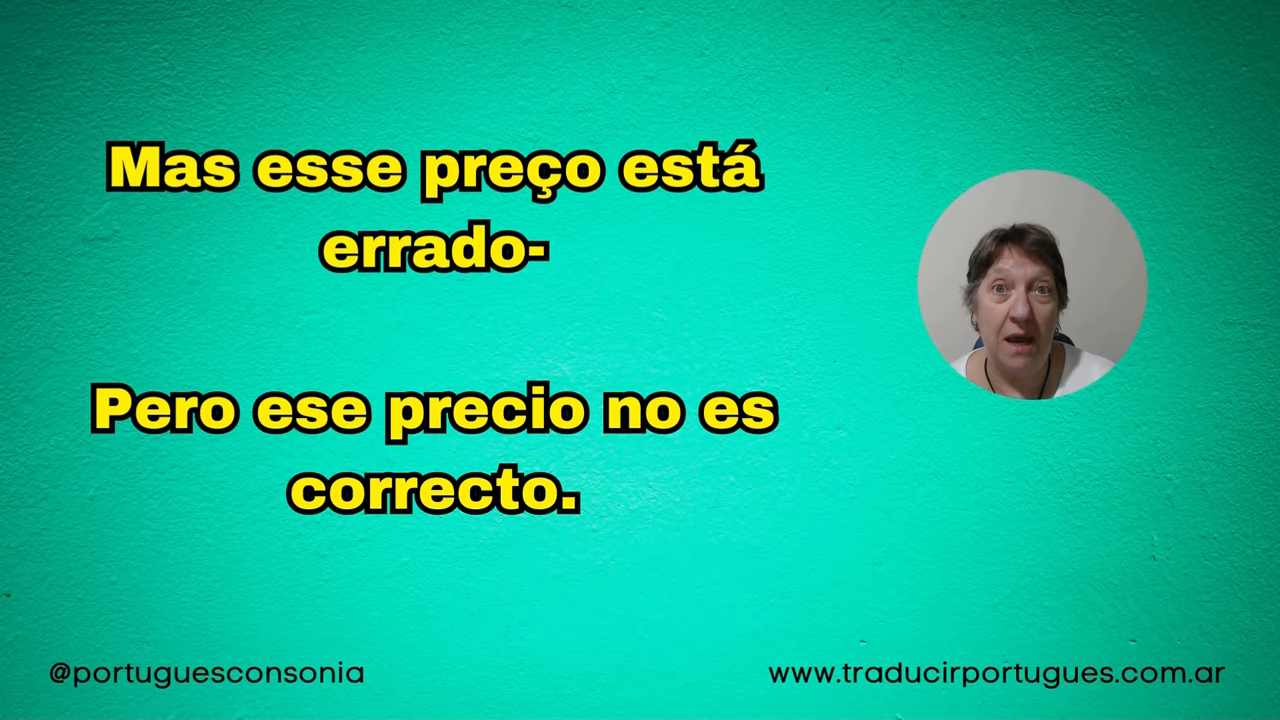 Mas esse preço está
errado-
Pero ese precio no es
correcto.
@portuguesconsonia
www.traducirportugues.com.ar